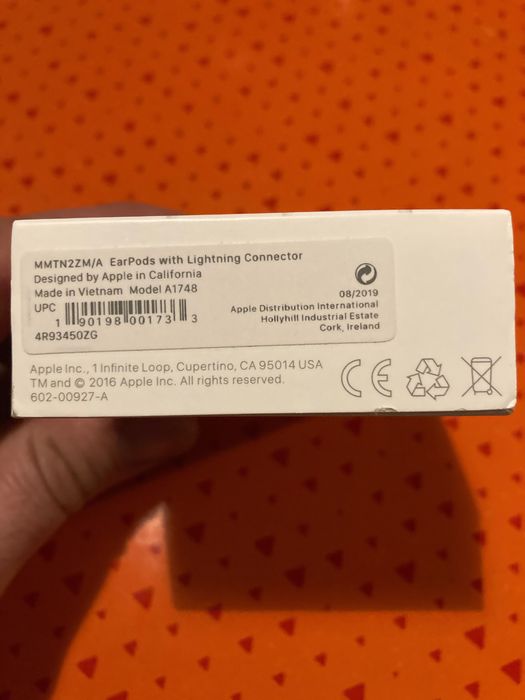 MMTN2ZM/A EarPods with Lightning Connector
Designed by Apple in California
Made in Vietnam Model A1748
UPC
1 90198 00173 3
4R93450ZG
08/2019
Apple Distribution International
Hollyhill Industrial Estate
Cork, Ireland
Apple Inc., 1 Infinite Loop, Cupertino, CA 95014 USA
TM and © 2016 Apple Inc. All rights reserved.
602-00927-A
CE